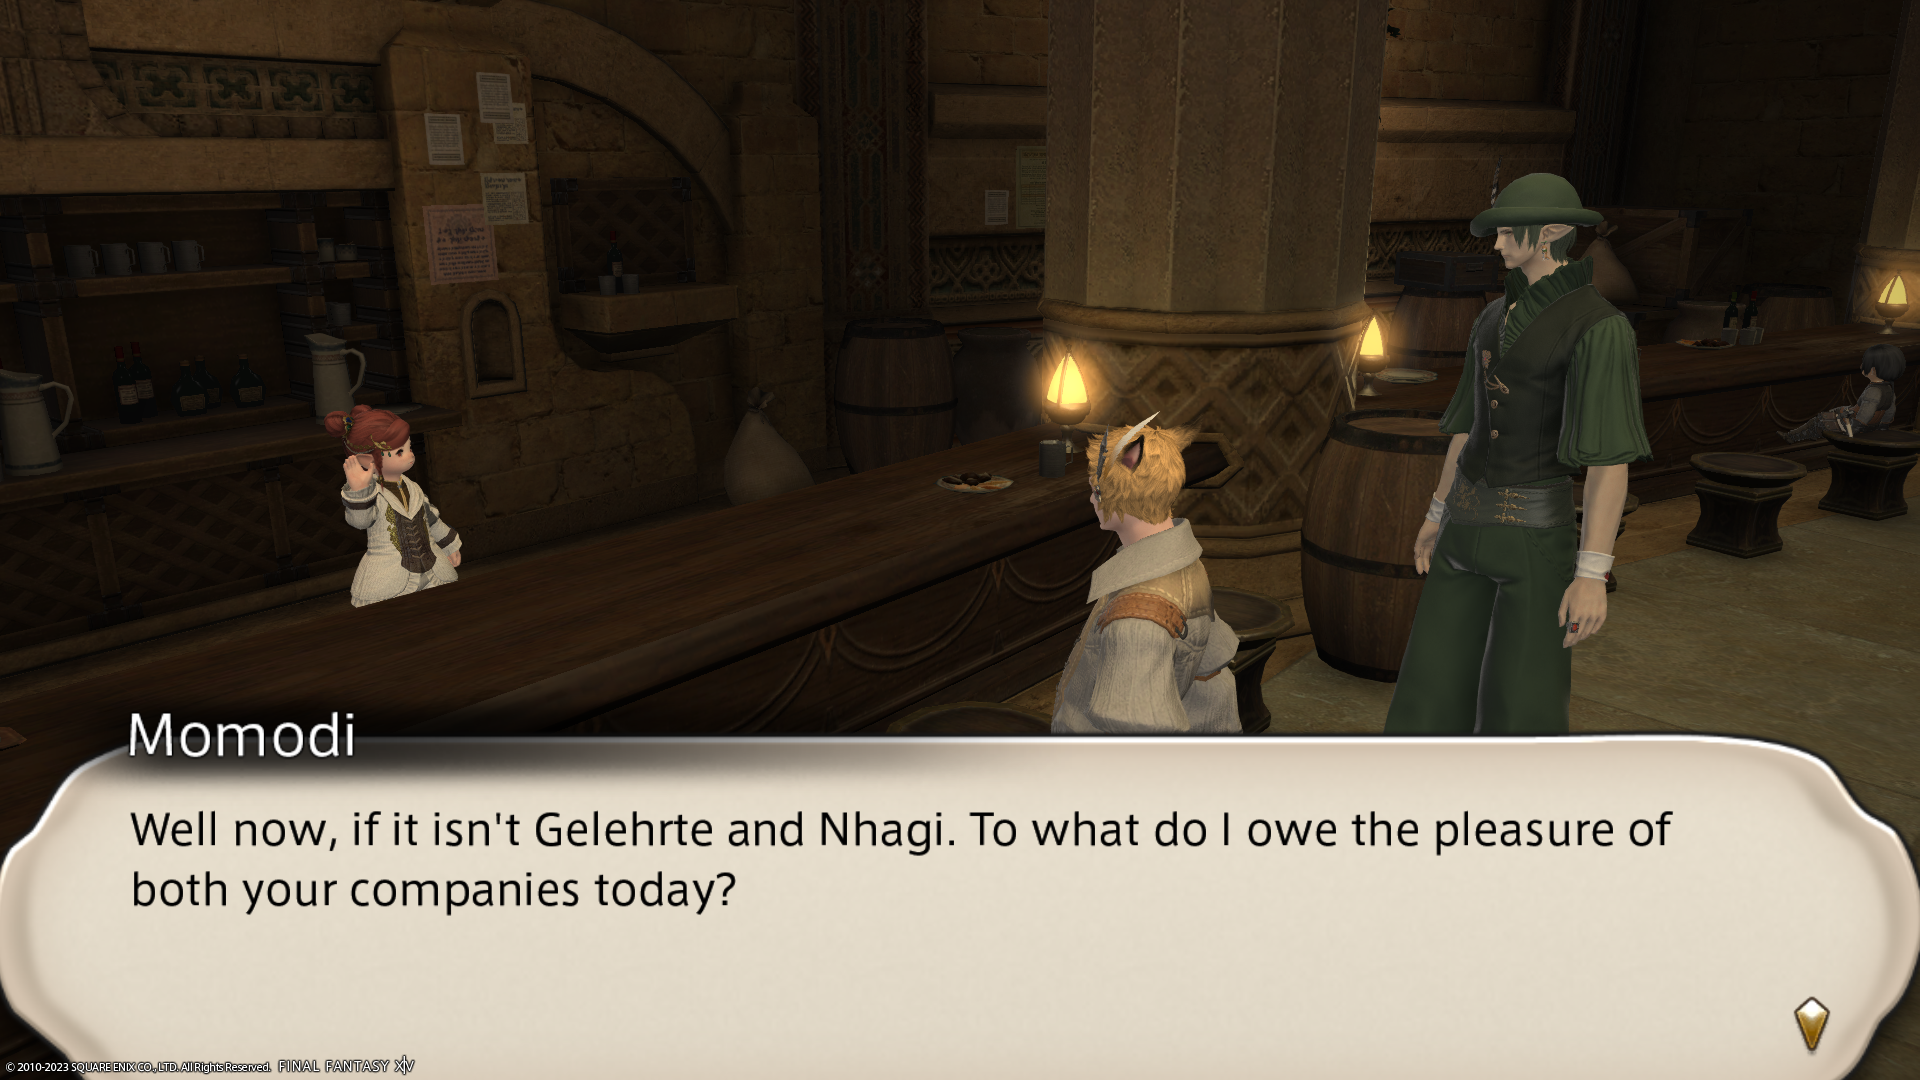 Momodi
Well now, if it isn't Gelehrte and Nhagi. To what do I owe the pleasure of
both your companies today?
© 2010-2023 SQUARE ENIX CO., LTD. All Rights Reserved. FINAL FANTASY XIV